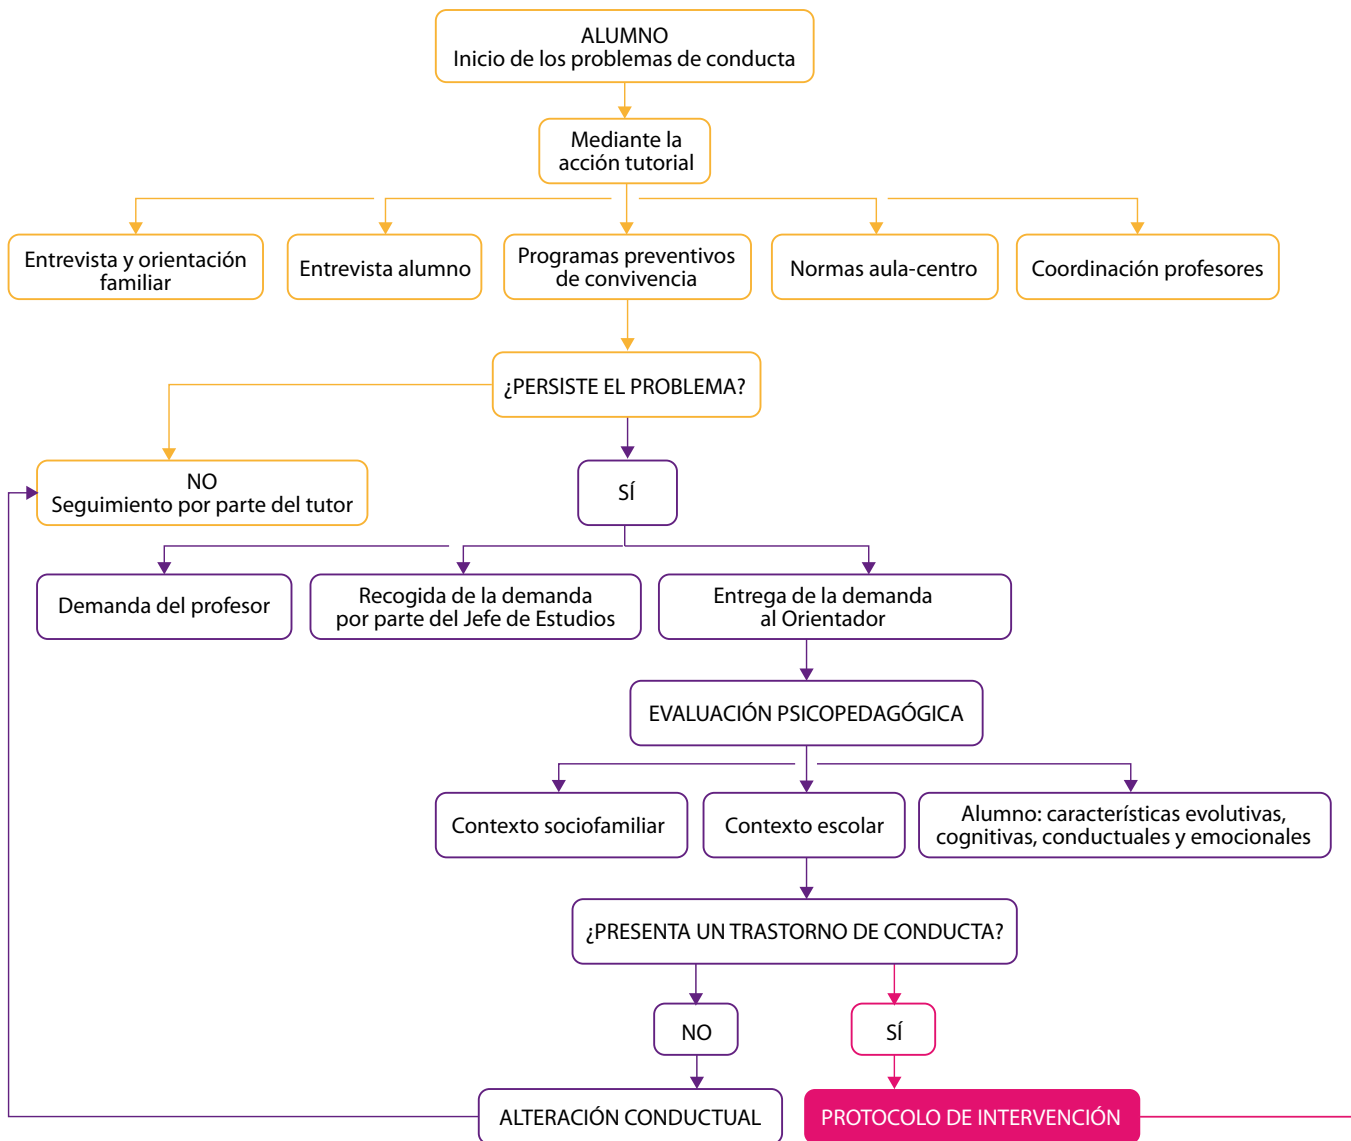 ALUMNO
Inicio de los problemas de conducta
Mediante la
acción tutorial
Entrevista y orientación
familiar
Entrevista alumno
Programas preventivos
de convivencia
Normas aula-centro
Coordinación profesores
¿PERSISTE EL PROBLEMA?
NO
Seguimiento por parte del tutor
SÍ
Demanda del profesor
Recogida de la demanda
por parte del Jefe de Estudios
Entrega de la demanda
al Orientador
EVALUACIÓN PSICOPEDAGÓGICA
Contexto sociofamiliar
Contexto escolar
Alumno: característícas evolutivas,
cognitivas, conductuales y emocionales
¿PRESENTA UN TRASTORNO DE CONDUCTA?
NO
SÍ
ALTERACIÓN CONDUCTUAL
PROTOCOLO DE INTERVENCIÓN